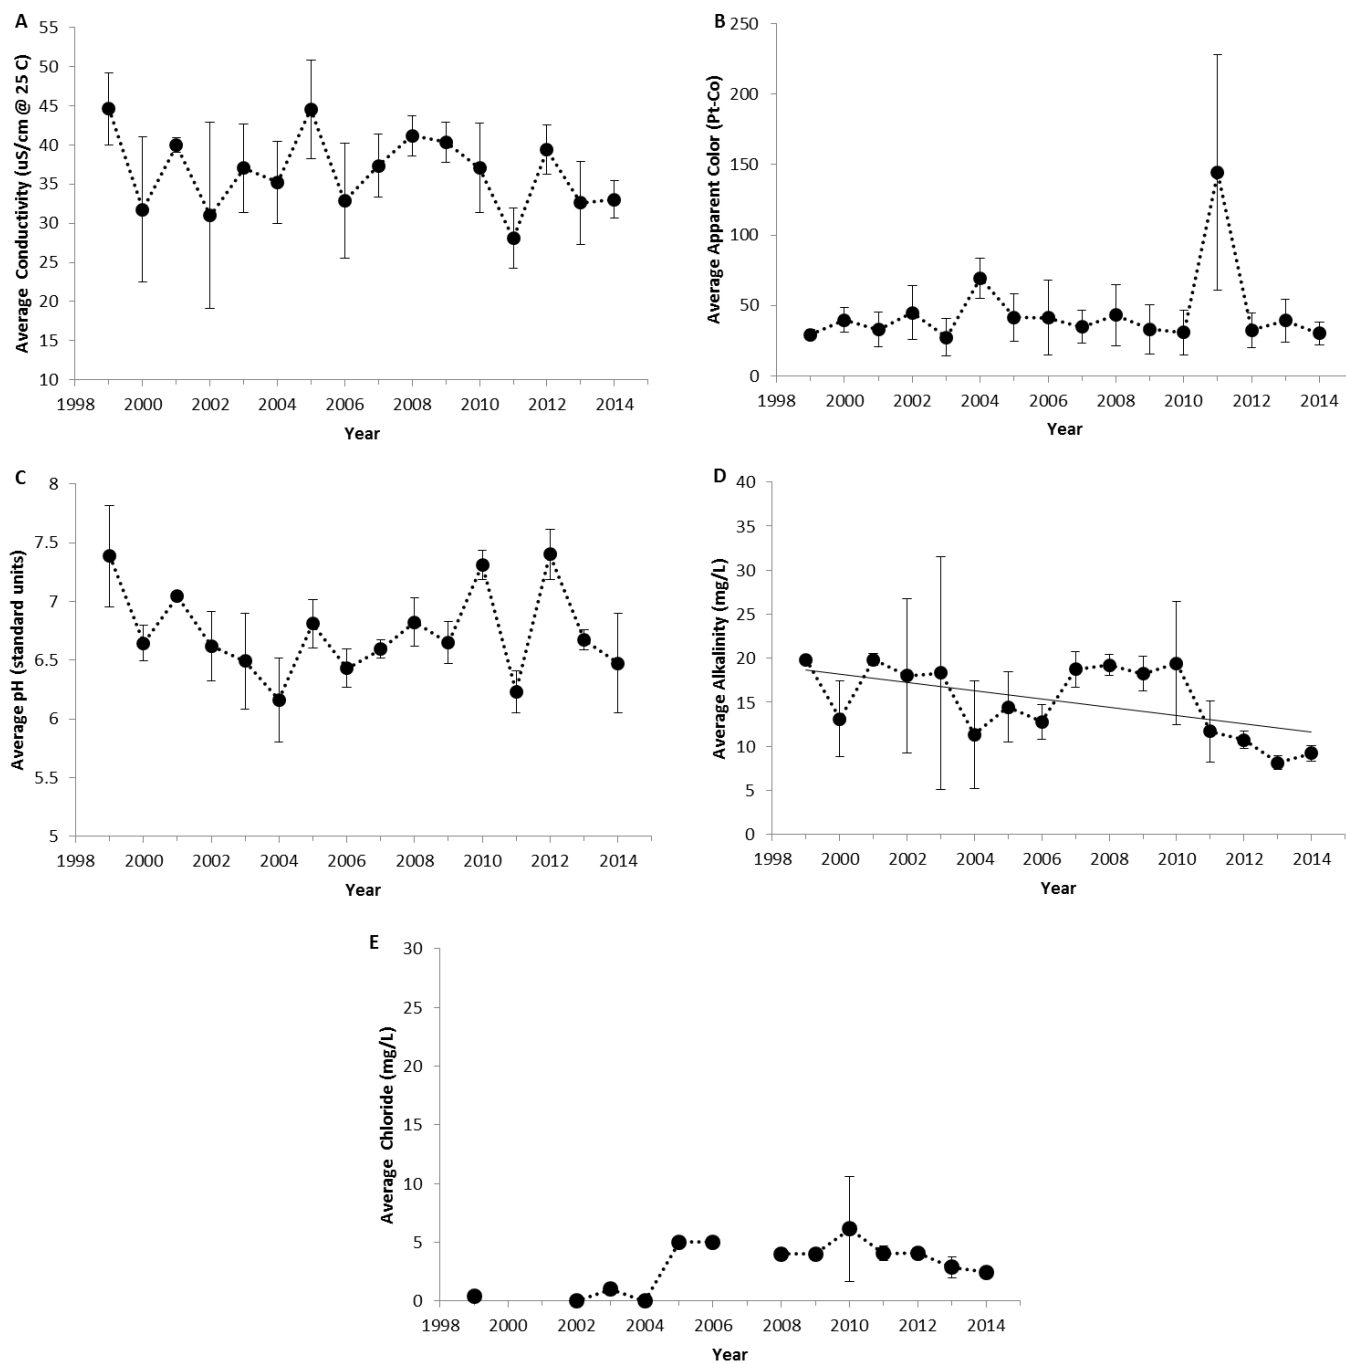 A
55
50
45
40
35
30
25
20
15
10
Average Conductivity (uS/cm @ 25 C)
1998 2000 2002 2004 2006 2008 2010 2012 2014
Year
B
250
200
150
100
50
0
Average Apparent Color (Pt-Co)
1998 2000 2002 2004 2006 2008 2010 2012 2014
Year
C
8
7.5
7
6.5
6
5.5
5
Average pH (standard units)
1998 2000 2002 2004 2006 2008 2010 2012 2014
Year
D
40
35
30
25
20
15
10
5
0
Average Alkalinity (mg/L)
1998 2000 2002 2004 2006 2008 2010 2012 2014
Year
E
30
25
20
15
10
5
0
Average Chloride (mg/L)
1998 2000 2002 2004 2006 2008 2010 2012 2014
Year